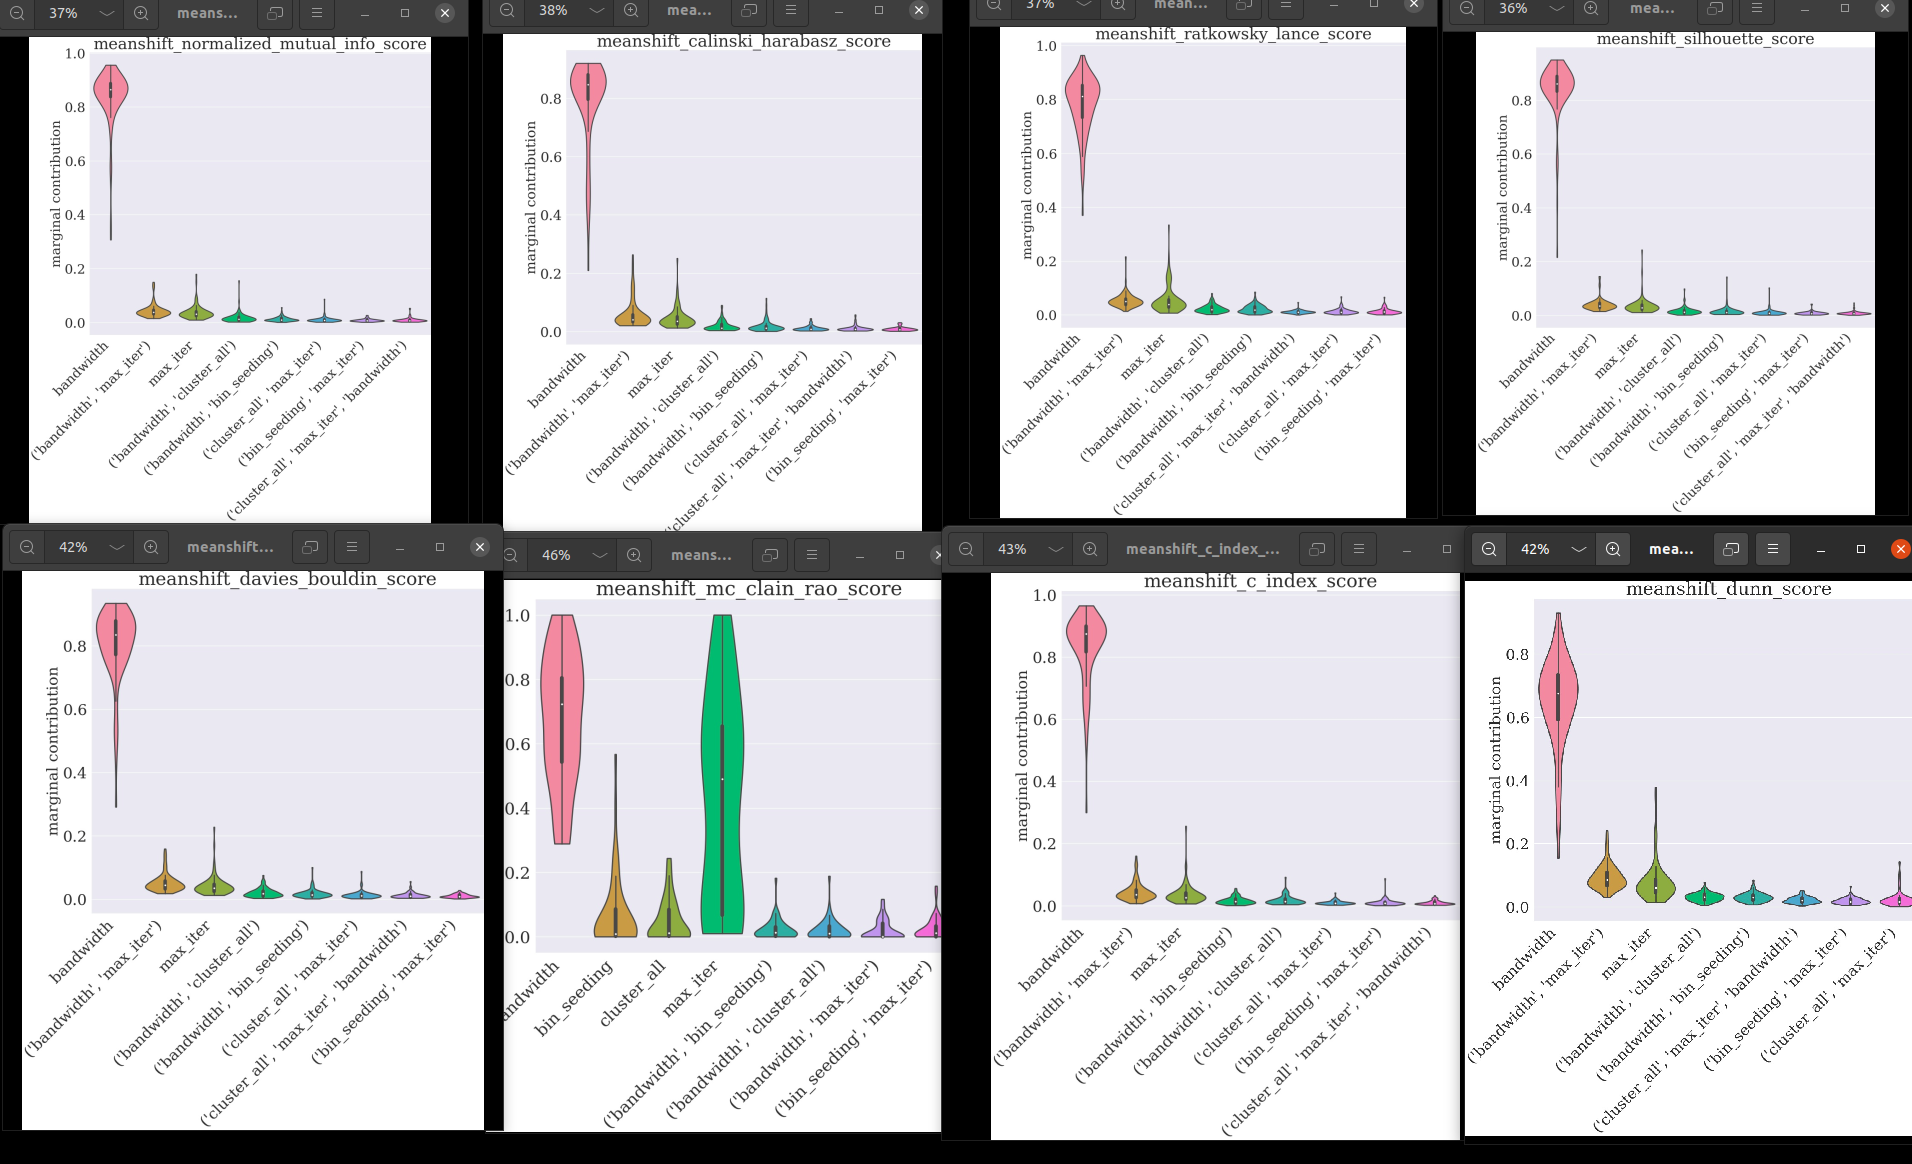 37%
means...
38%
mea...
37%
mean...
36%
mea...
meanshift_normalized_mutual_info_score
1.0
0.8
0.6
0.4
0.2
0.0
marginal contribution
bandwidth
('bandwidth', 'max_iter')
max_iter
('bandwidth', 'cluster_all')
('bandwidth', 'bin_seeding')
('cluster_all', 'max_iter')
('bin_seeding', 'max_iter')
('cluster_all', 'max_iter', 'bandwidth')
meanshift_calinski_harabasz_score
0.8
0.6
0.4
0.2
0.0
marginal contribution
bandwidth
('bandwidth', 'max_iter')
max_iter
('bandwidth', 'cluster_all')
('bandwidth', 'bin_seeding')
('cluster_all', 'max_iter')
('cluster_all', 'max_iter', 'bandwidth')
('bin_seeding', 'max_iter')
meanshift_ratkowsky_lance_score
1.0
0.8
0.6
0.4
0.2
0.0
marginal contribution
bandwidth
('bandwidth', 'max_iter')
max_iter
('bandwidth', 'cluster_all')
('bandwidth', 'bin_seeding')
('cluster_all', 'max_iter', 'bandwidth')
('cluster_all', 'max_iter')
('bin_seeding', 'max_iter')
meanshift_silhouette_score
0.8
0.6
0.4
0.2
0.0
marginal contribution
bandwidth
('bandwidth', 'max_iter')
max_iter
('bandwidth', 'cluster_all')
('bandwidth', 'bin_seeding')
('cluster_all', 'max_iter')
('bin_seeding', 'max_iter')
('cluster_all', 'max_iter', 'bandwidth')
42%
meanshift...
46%
means...
43%
meanshift_c_index_...
42%
mea...
meanshift_davies_bouldin_score
0.8
0.6
0.4
0.2
0.0
marginal contribution
bandwidth
('bandwidth', 'max_iter')
max_iter
('bandwidth', 'cluster_all')
('bandwidth', 'bin_seeding')
('cluster_all', 'max_iter')
('cluster_all', 'max_iter', 'bandwidth')
('bin_seeding', 'max_iter')
meanshift_mc_clain_rao_score
1.0
0.8
0.6
0.4
0.2
0.0
andwidth
bin_seeding
cluster_all
max_iter
('bandwidth', 'bin_seeding')
('bandwidth', 'cluster_all')
('bandwidth', 'max_iter')
('bin_seeding', 'max_iter')
meanshift_c_index_score
1.0
0.8
0.6
0.4
0.2
0.0
marginal contribution
bandwidth
('bandwidth', 'max_iter')
max_iter
('bandwidth', 'bin_seeding')
('bandwidth', 'cluster_all')
('cluster_all', 'max_iter')
('bin_seeding', 'max_iter')
('cluster_all', 'max_iter', 'bandwidth')
meanshift_dunn_score
0.8
0.6
0.4
0.2
0.0
marginal contribution
bandwidth
('bandwidth', 'max_iter')
max_iter
('bandwidth', 'cluster_all')
('bandwidth', 'bin_seeding')
('cluster_all', 'max_iter', 'bandwidth')
('bin_seeding', 'max_iter')
('cluster_all', 'max_iter')